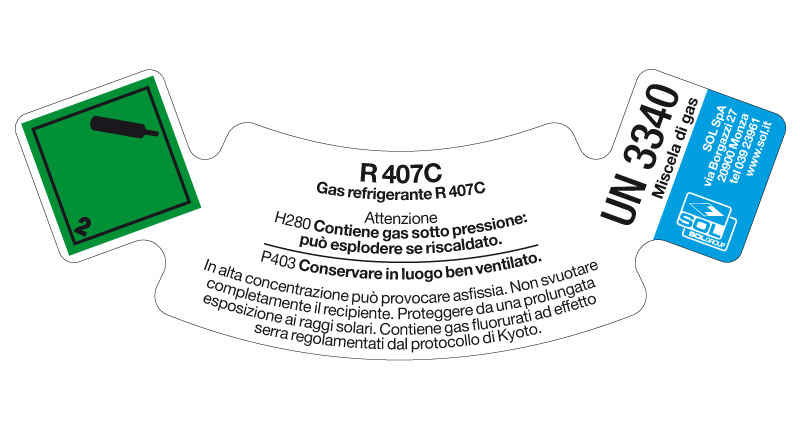 2
R 407C
Gas refrigerante R 407C
Attenzione
H280 Contiene gas sotto pressione:
può esplodere se riscaldato.
P403 Conservare in luogo ben ventilato.
In alta concentrazione può provocare asfissia. Non svuotare
completamente il recipiente. Proteggere da una prolungata
esposizione ai raggi solari. Contiene gas fluorurati ad effetto
serra regolamentati dal protocollo di Kyoto.
UN 3340
Miscela di gas
SOL SpA
via Borgazzi 27
20900 Monza
tel 039 23961
www.sol.it
SOL
SOLGROUP